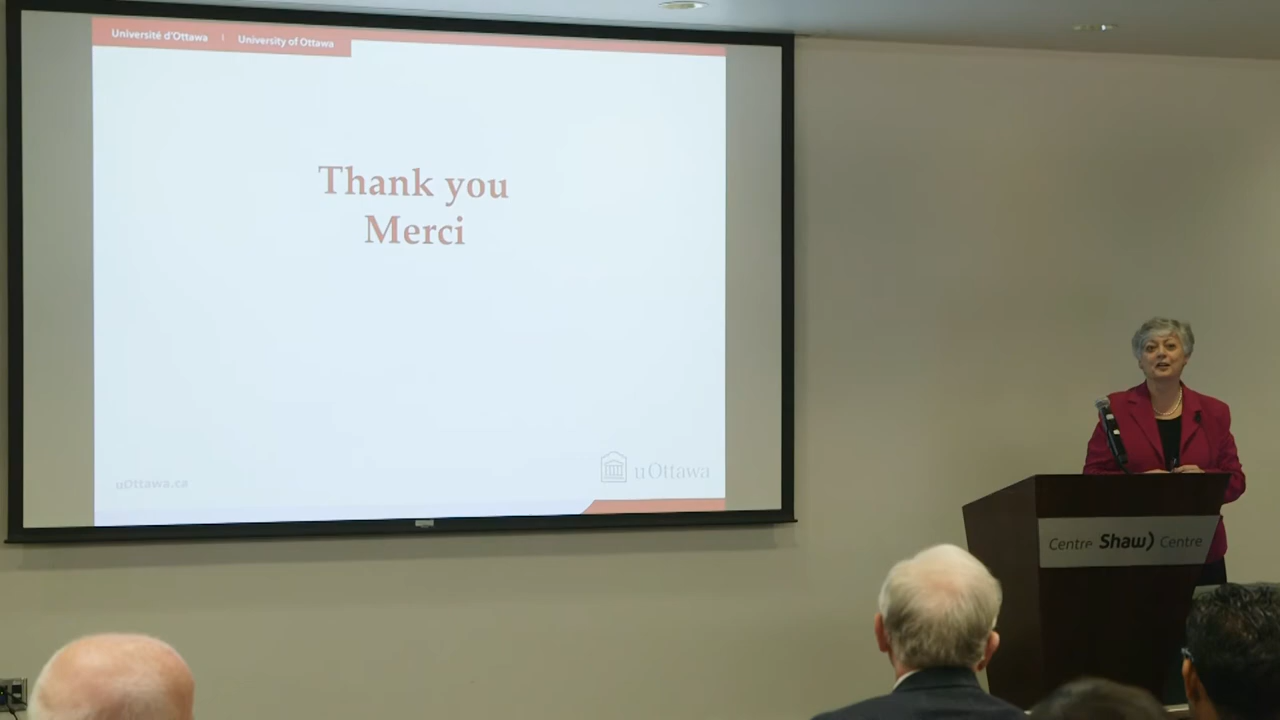 Université d'Ottawa | University of Ottawa
Thank you
Merci
uOttawa.ca
uOttawa
Centre Shaw) Centre